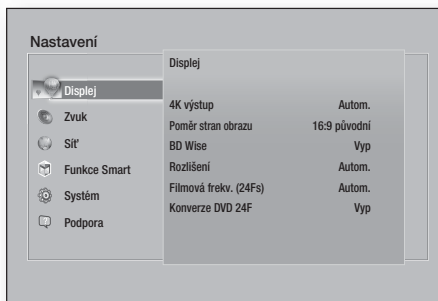 Nastavení
Displej
Zvuk
Síť
Funkce Smart
Systém
Podpora
Displej
4K výstup Autom.
Poměr stran obrazu 16:9 původní
BD Wise Vyp
Rozlišení Autom.
Filmová frekv. (24Fs) Autom.
Konverze DVD 24F Vyp